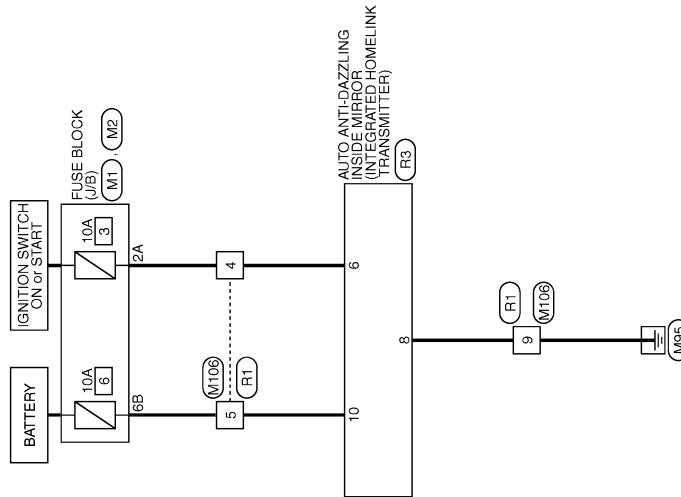 IGNITION SWITCH
ON or START
BATTERY
FUSE BLOCK
(J/B)
M1 , M2
10A
3
10A
6
2A
6B
4
M106
5
R1
AUTO ANTI-DAZZLING
INSIDE MIRROR
(INTEGRATED HOMELINK
TRANSMITTER)
R3
6
10
8
R1
9
M106
M95